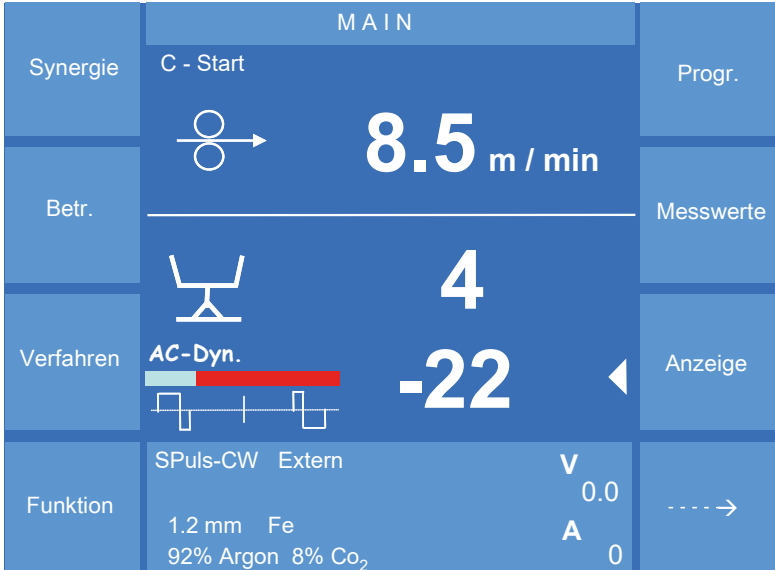 MAIN
Synergie
C - Start
Progr.
8.5 m / min
Betr.
Messwerte
4
Verfahren
AC-Dyn.
-22
Anzeige
Funktion
SPuls-CW Extern
V
0.0
1.2 mm Fe
A
92% Argon 8% Co₂
0